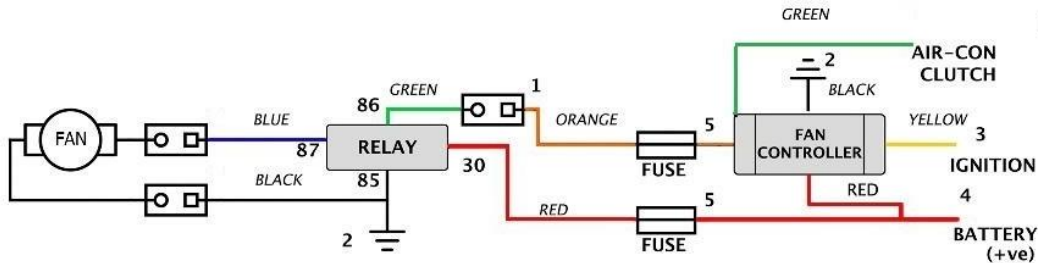 GREEN
AIR-CON
CLUTCH
2
BLACK
1
GREEN
86
ORANGE
5
FAN
CONTROLLER
YELLOW
3
IGNITION
FAN
BLUE
87
RELAY
30
FUSE
85
BLACK
RED
4
RED
5
2
FUSE
BATTERY
(+ve)